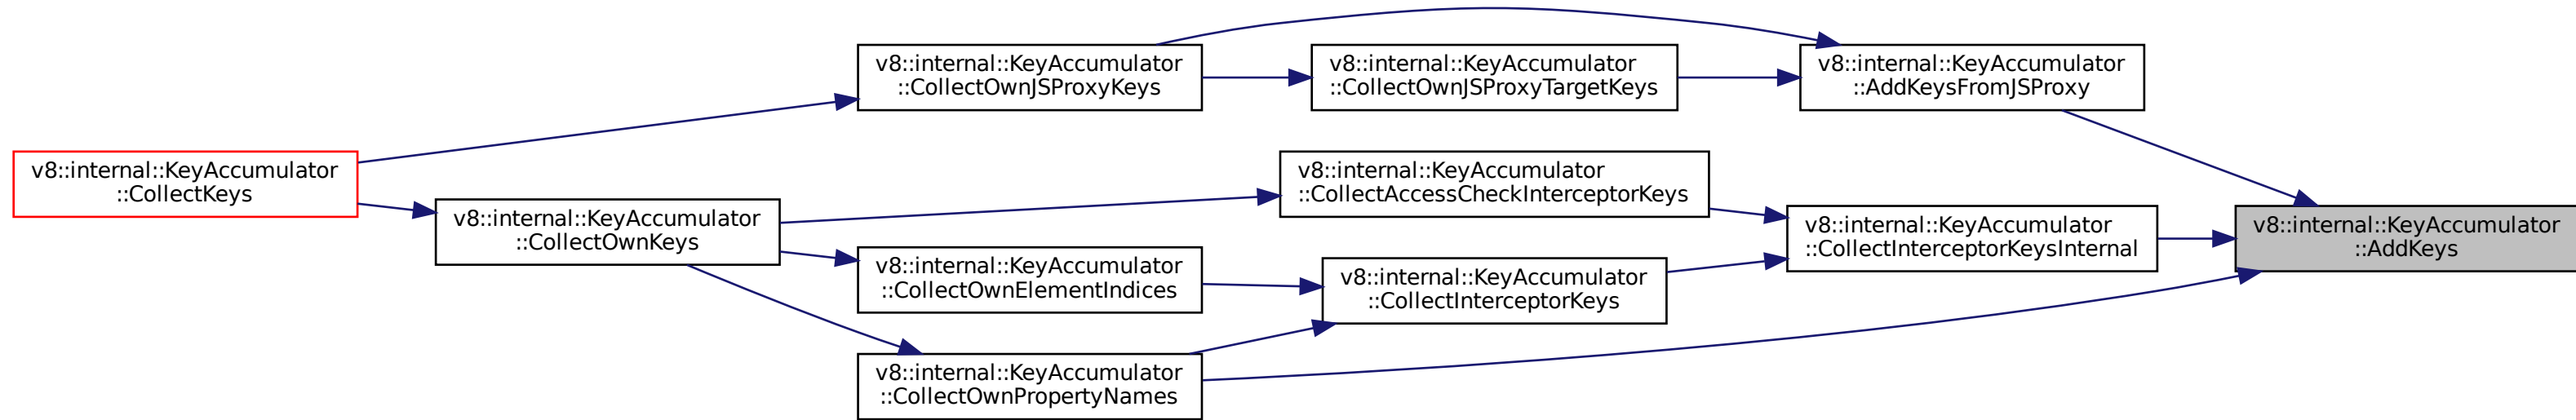 v8::internal::KeyAccumulator
::CollectKeys
v8::internal::KeyAccumulator
::CollectOwnJSProxyKeys
v8::internal::KeyAccumulator
::CollectOwnKeys
v8::internal::KeyAccumulator
::CollectOwnElementIndices
v8::internal::KeyAccumulator
::CollectOwnPropertyNames
v8::internal::KeyAccumulator
::CollectOwnJSProxyTargetKeys
v8::internal::KeyAccumulator
::CollectAccessCheckInterceptorKeys
v8::internal::KeyAccumulator
::CollectInterceptorKeys
v8::internal::KeyAccumulator
::AddKeysFromJSProxy
v8::internal::KeyAccumulator
::CollectInterceptorKeysInternal
v8::internal::KeyAccumulator
::AddKeys